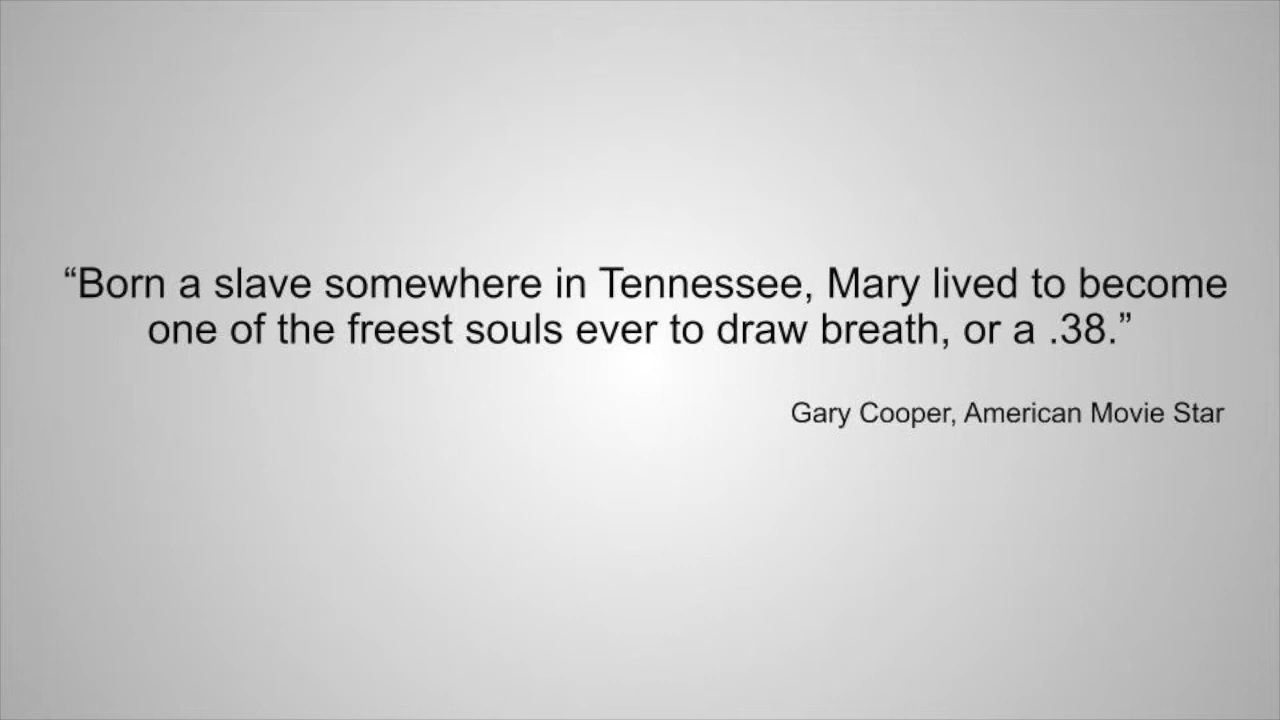 “Born a slave somewhere in Tennessee, Mary lived to become
one of the freest souls ever to draw breath, or a .38.”
Gary Cooper, American Movie Star